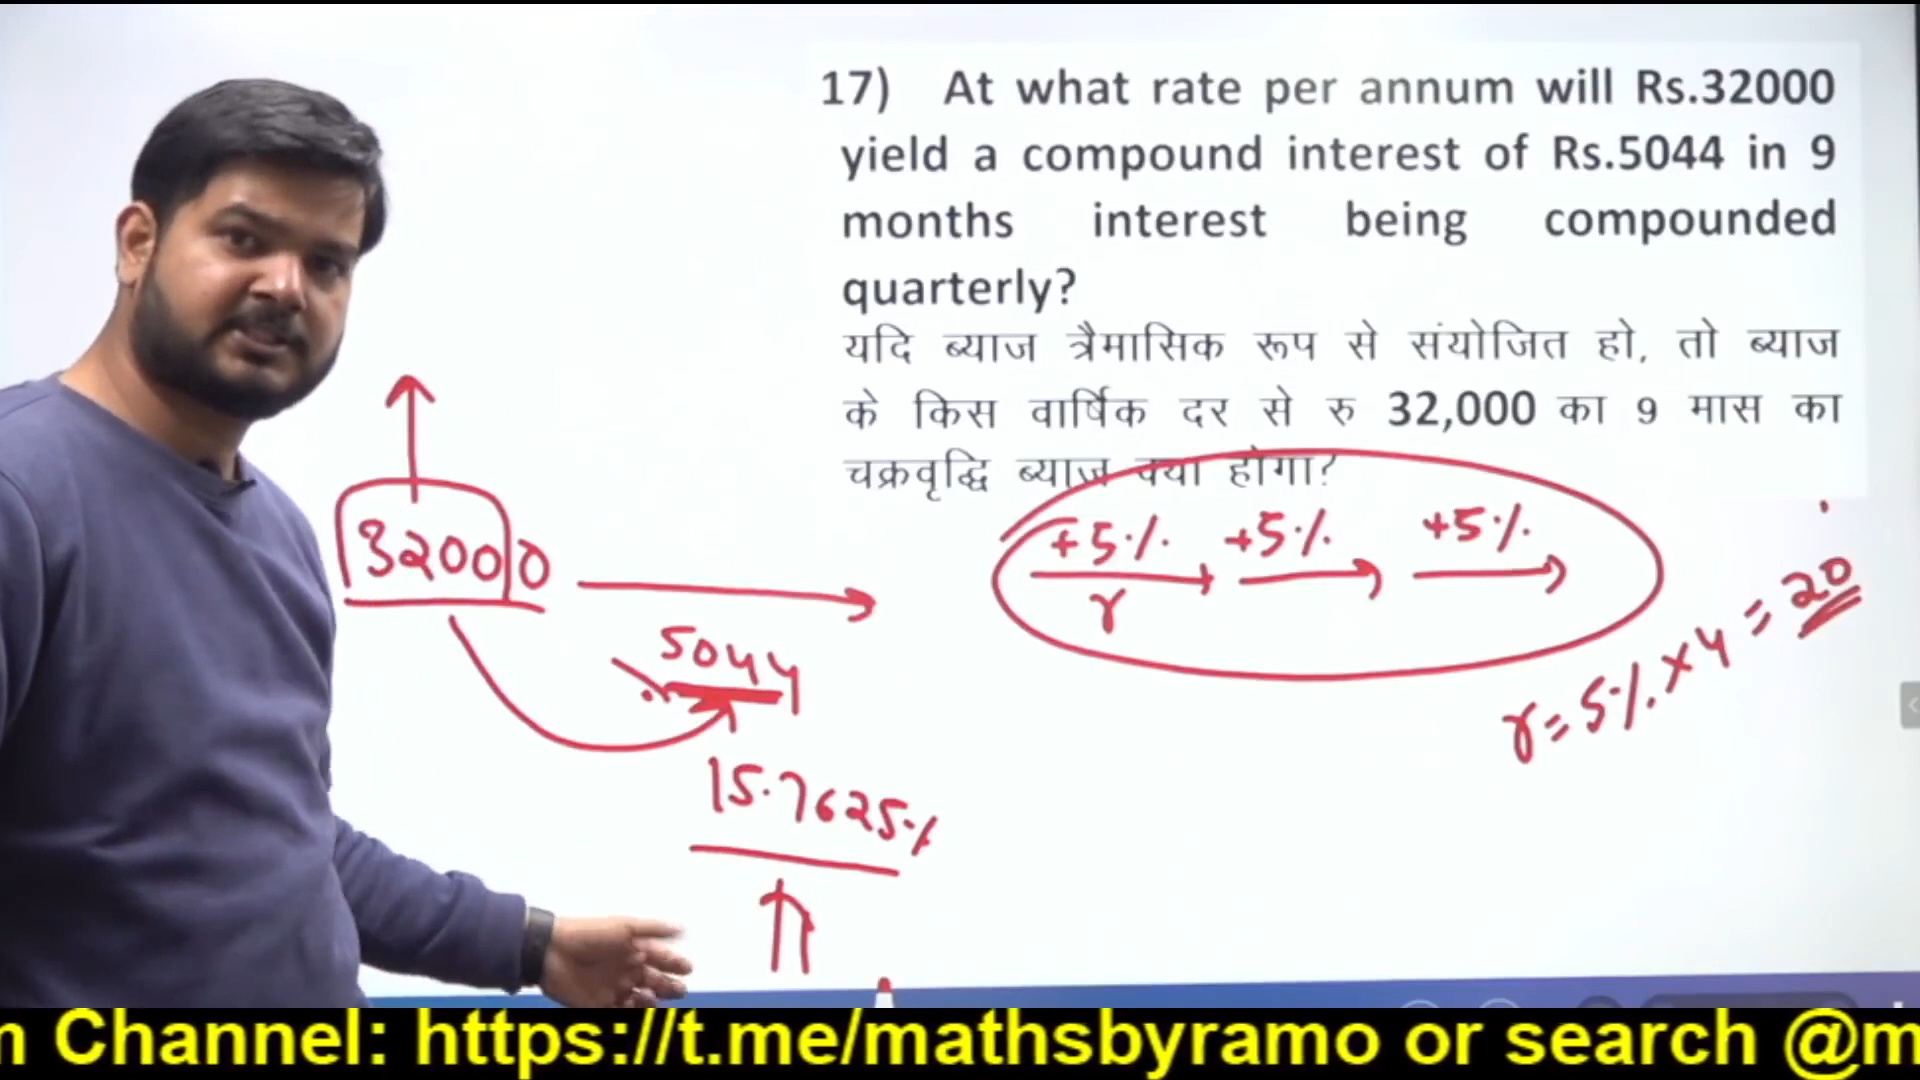 17) At what rate per annum will Rs.32000
yield a compound interest of Rs.5044 in 9
months interest being compounded
quarterly?
यदि ब्याज त्रैमासिक रूप से संयोजित हो, तो ब्याज
के किस वार्षिक दर से रु 32,000 का 9 मास का
चक्रवृद्धि ब्याज क्या होगा?
+5% +5% +5%
r
32000
5044
15.7625%
r = 5% × 4 = 20
m Channel: https://t.me/mathsbyramo or search @m